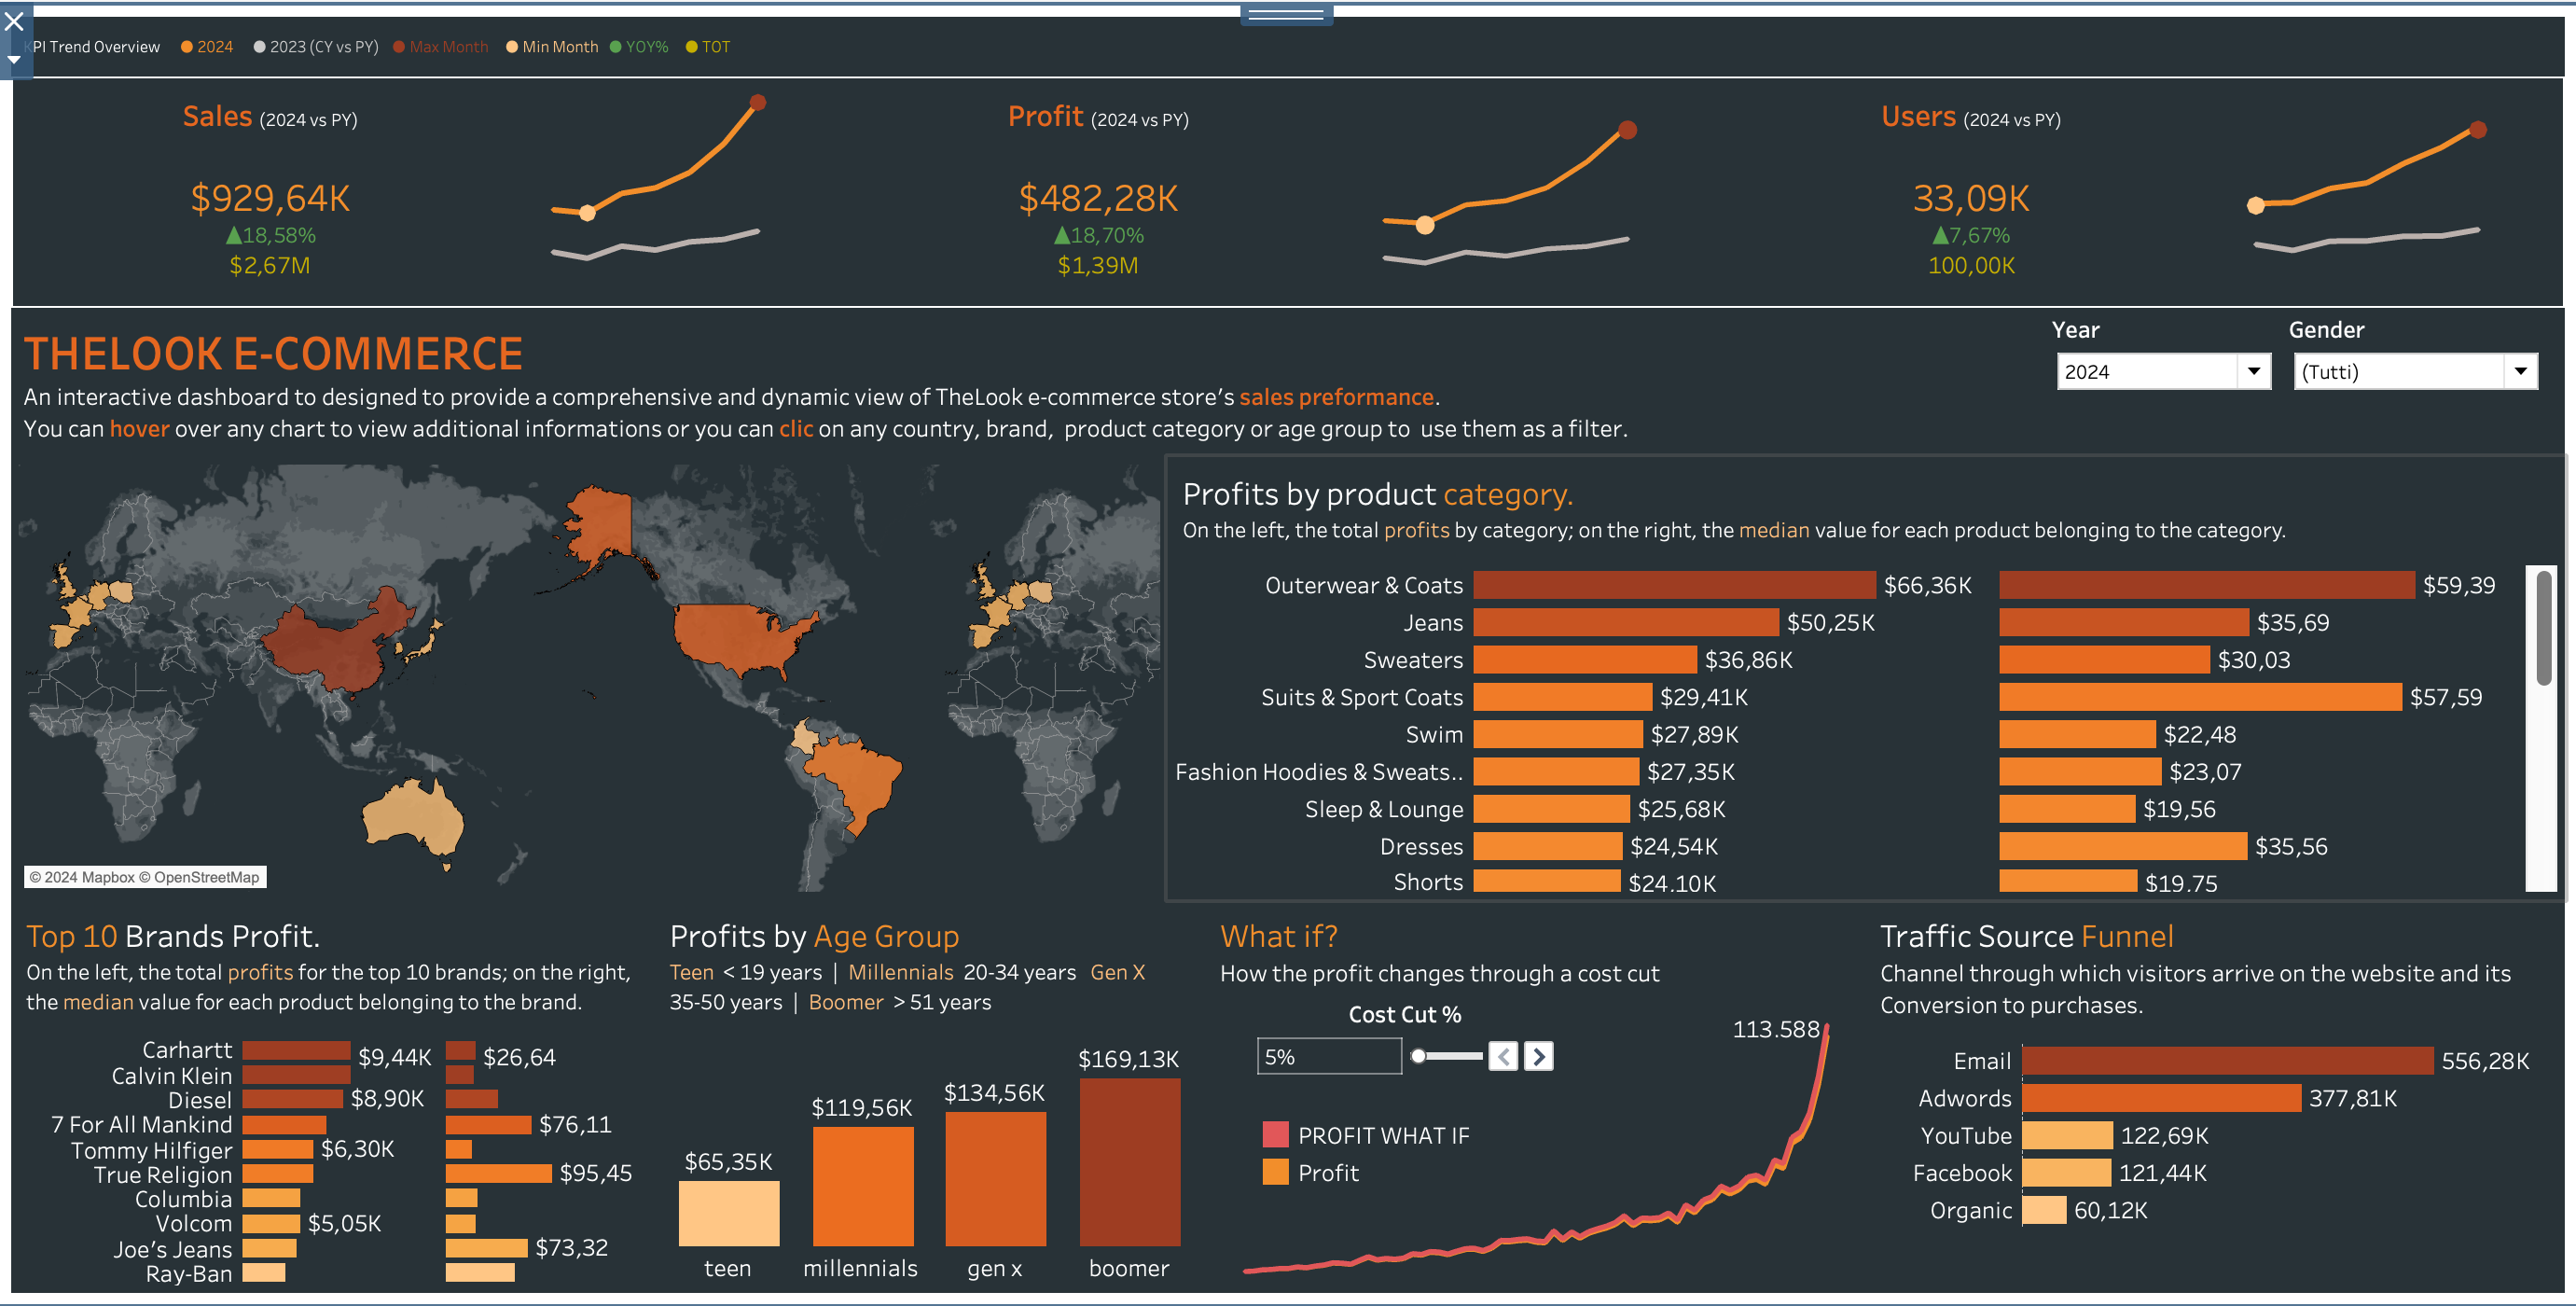 KPI Trend Overview 2024 2023 (CY vs PY) Max Month Min Month YOY% TOT
Sales (2024 vs PY)
$929,64K
▲18,58%
$2,67M
Profit (2024 vs PY)
$482,28K
▲18,70%
$1,39M
Users (2024 vs PY)
33,09K
▲7,67%
100,00K
THELOOK E-COMMERCE
An interactive dashboard to designed to provide a comprehensive and dynamic view of TheLook e-commerce store's sales preformance.
You can hover over any chart to view additional informations or you can clic on any country, brand, product category or age group to use them as a filter.
Year
2024
Gender
(Tutti)
© 2024 Mapbox © OpenStreetMap
Profits by product category.
On the left, the total profits by category; on the right, the median value for each product belonging to the category.
Outerwear & Coats $66,36K $59,39
Jeans $50,25K $35,69
Sweaters $36,86K $30,03
Suits & Sport Coats $29,41K $57,59
Swim $27,89K $22,48
Fashion Hoodies & Sweats.. $27,35K $23,07
Sleep & Lounge $25,68K $19,56
Dresses $24,54K $35,56
Shorts $24,10K $19,75
Top 10 Brands Profit.
On the left, the total profits for the top 10 brands; on the right,
the median value for each product belonging to the brand.
Carhartt $9,44K $26,64
Calvin Klein
Diesel $8,90K
7 For All Mankind $76,11
Tommy Hilfiger $6,30K
True Religion $95,45
Columbia
Volcom $5,05K
Joe's Jeans $73,32
Ray-Ban
Profits by Age Group
Teen < 19 years | Millennials 20-34 years Gen X
35-50 years | Boomer > 51 years
$65,35K $119,56K $134,56K $169,13K
teen millennials gen x boomer
What if?
How the profit changes through a cost cut
Cost Cut %
5%
113.588
PROFIT WHAT IF
Profit
Traffic Source Funnel
Channel through which visitors arrive on the website and its
Conversion to purchases.
Email 556,28K
Adwords 377,81K
YouTube 122,69K
Facebook 121,44K
Organic 60,12K